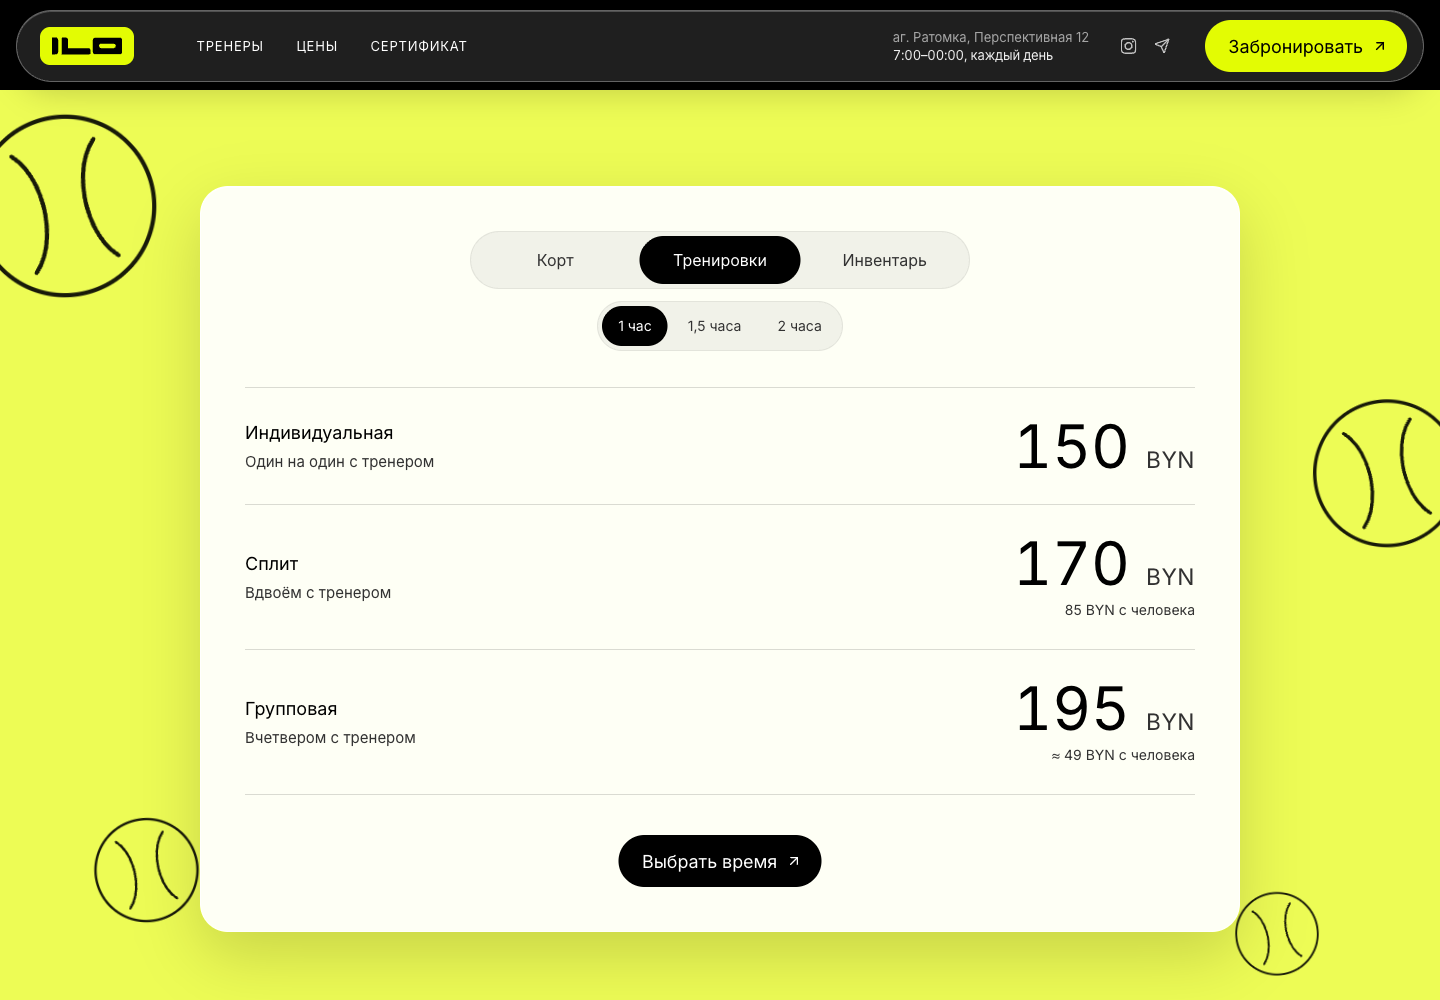 ILO
ТРЕНЕРЫ
ЦЕНЫ
СЕРТИФИКАТ
аг. Ратомка, Перспективная 12
7:00–00:00, каждый день
Забронировать
Корт
Тренировки
Инвентарь
1 час
1,5 часа
2 часа
Индивидуальная
Один на один с тренером
150 BYN
Сплит
Вдвоём с тренером
170 BYN
85 BYN с человека
Групповая
Вчетвером с тренером
195 BYN
≈ 49 BYN с человека
Выбрать время